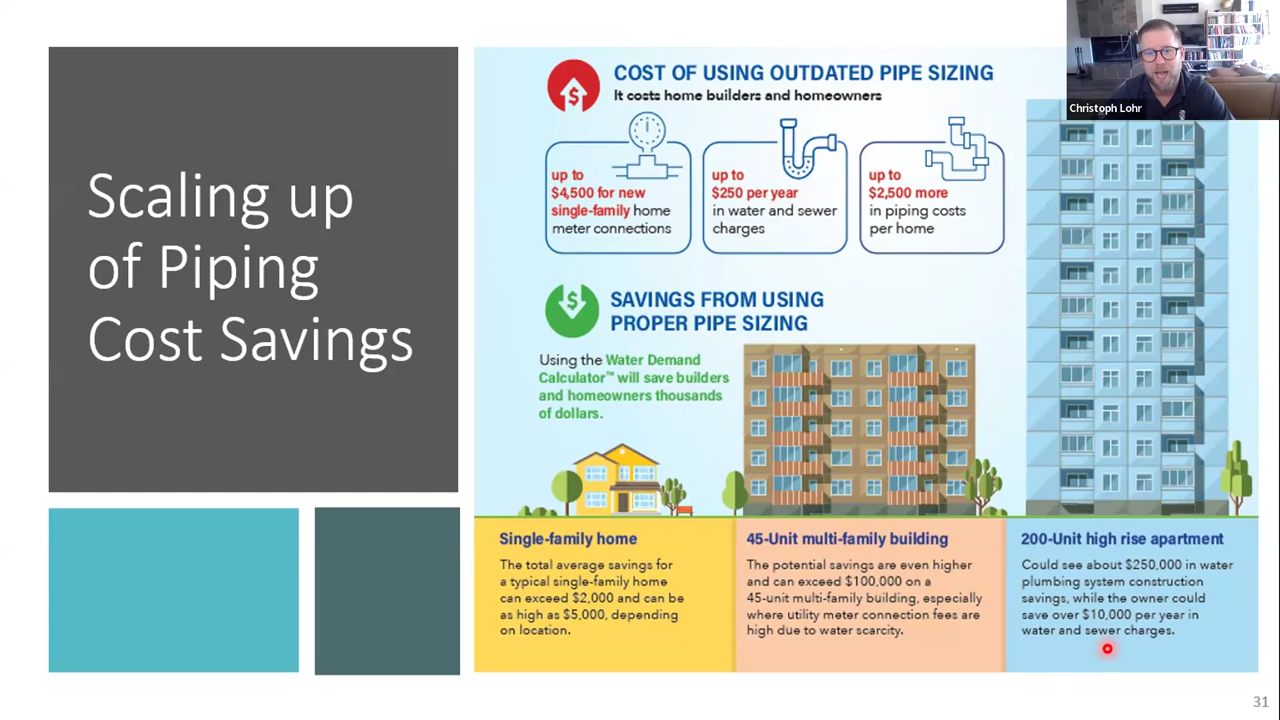 Christoph Lohr
Scaling up
of Piping
Cost Savings
$
COST OF USING OUTDATED PIPE SIZING
It costs home builders and homeowners
up to
$4,500 for new
single-family home
meter connections
up to
$250 per year
in water and sewer
charges
up to
$2,500 more
in piping costs
per home
$
SAVINGS FROM USING
PROPER PIPE SIZING
Using the Water Demand
Calculator™ will save builders
and homeowners thousands
of dollars.
Single-family home
The total average savings for
a typical single-family home
can exceed $2,000 and can be
as high as $5,000, depending
on location.
45-Unit multi-family building
The potential savings are even higher
and can exceed $100,000 on a
45-unit multi-family building, especially
where utility meter connection fees are
high due to water scarcity.
200-Unit high rise apartment
Could see about $250,000 in water
plumbing system construction
savings, while the owner could
save over $10,000 per year in
water and sewer charges.
31